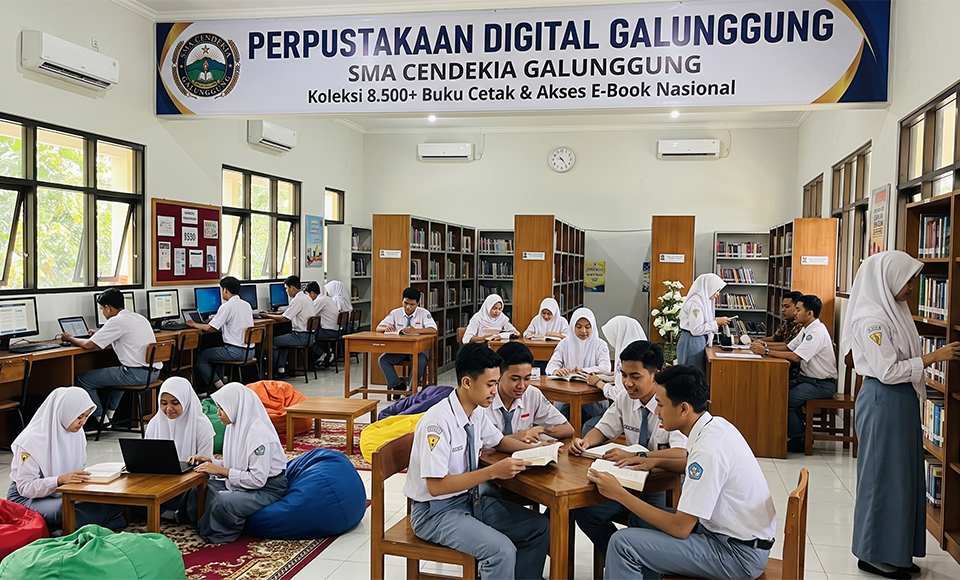 SMA CENDEKIA
GALUNGGUNG
PERPUSTAKAAN DIGITAL GALUNGGUNG
SMA CENDEKIA GALUNGGUNG
Koleksi 8.500+ Buku Cetak & Akses E-Book Nasional